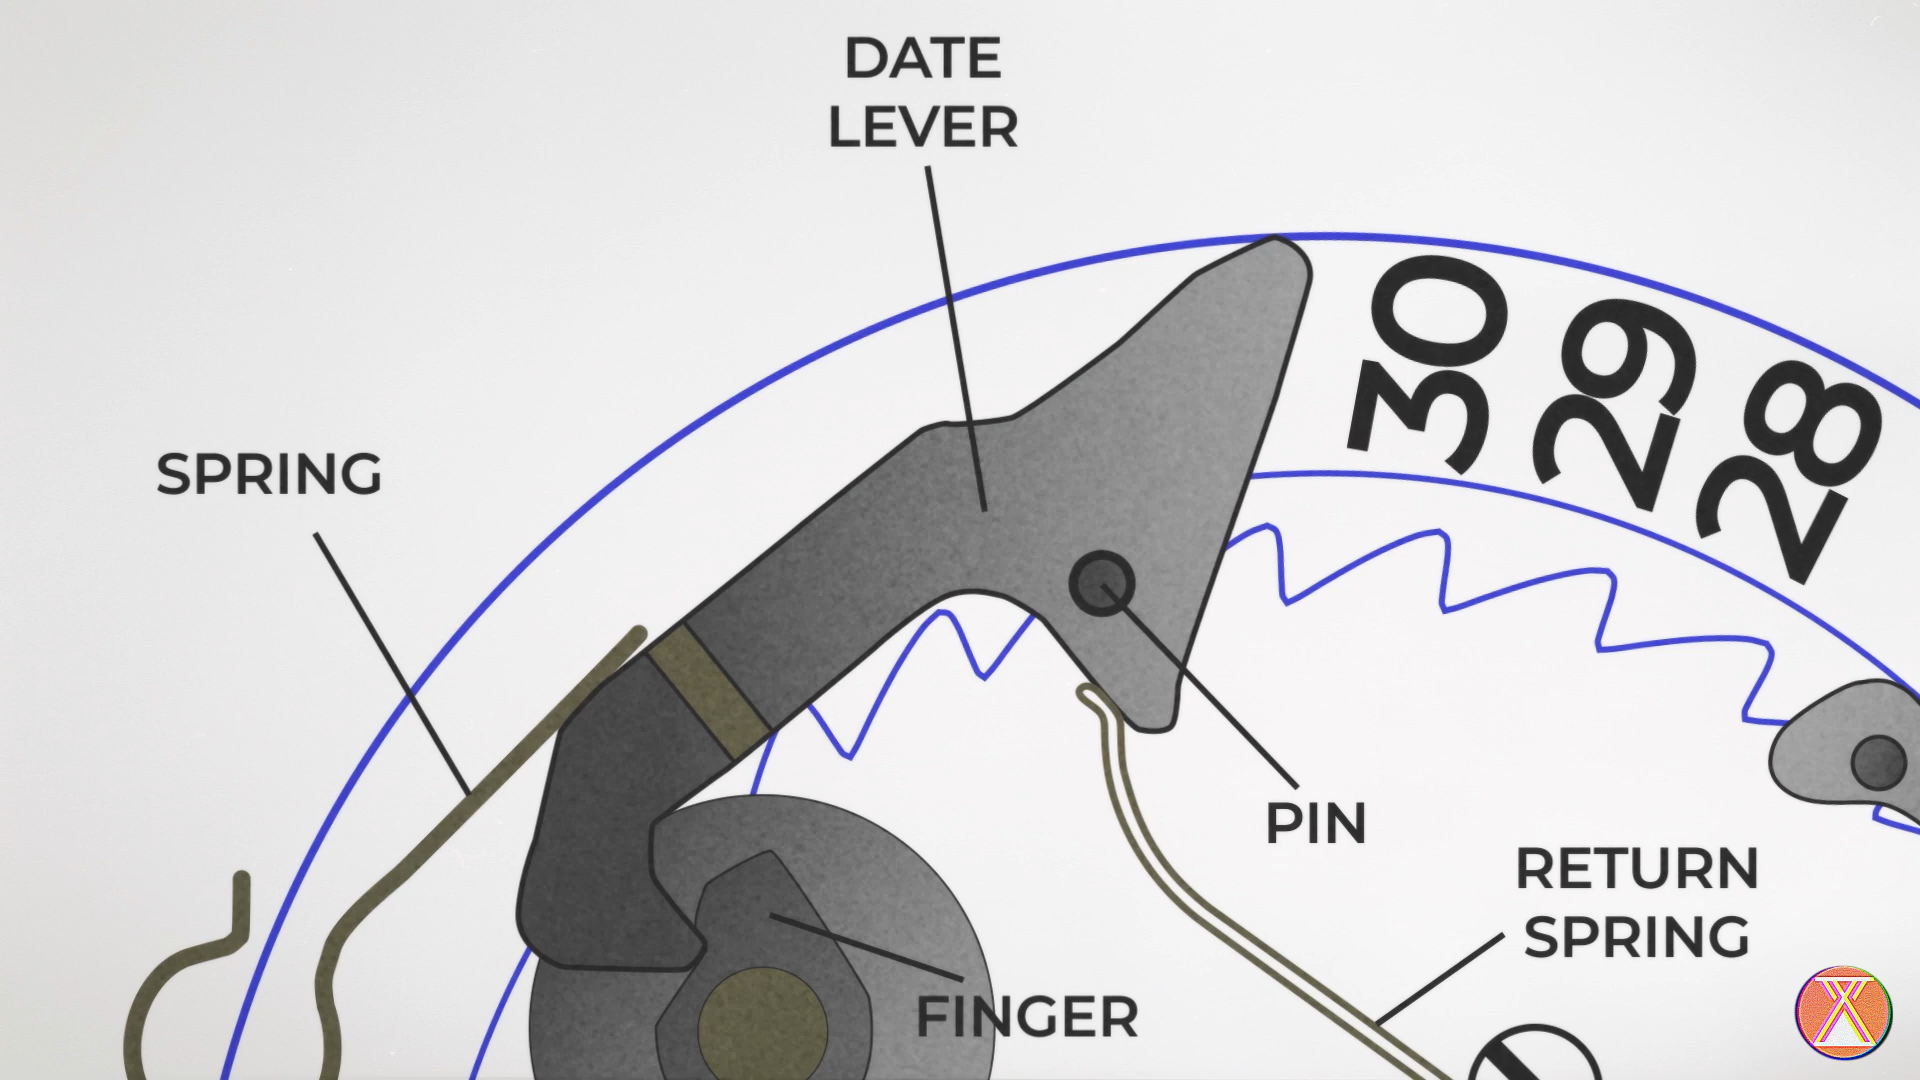 DATE
LEVER
30
29
28
SPRING
PIN
RETURN
SPRING
FINGER